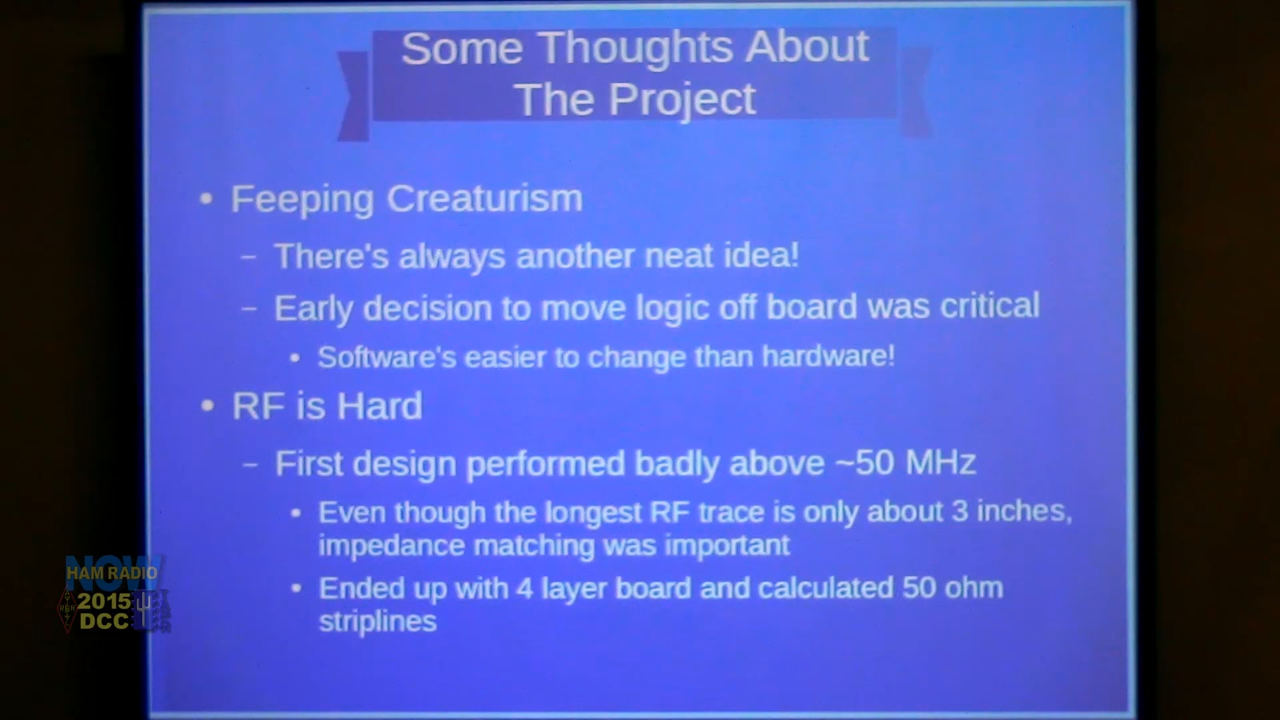 Some Thoughts About
The Project
• Feeping Creaturism
– There's always another neat idea!
– Early decision to move logic off board was critical
• Software's easier to change than hardware!
• RF is Hard
– First design performed badly above ~50 MHz
• Even though the longest RF trace is only about 3 inches,
impedance matching was important
• Ended up with 4 layer board and calculated 50 ohm
striplines
NOW
HAM RADIO
2015
DCC